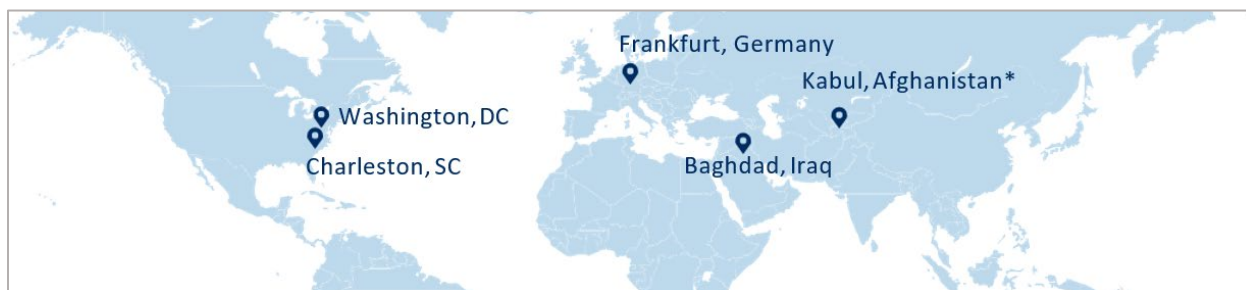 Frankfurt, Germany
Kabul, Afghanistan*
Washington, DC
Charleston, SC
Baghdad, Iraq